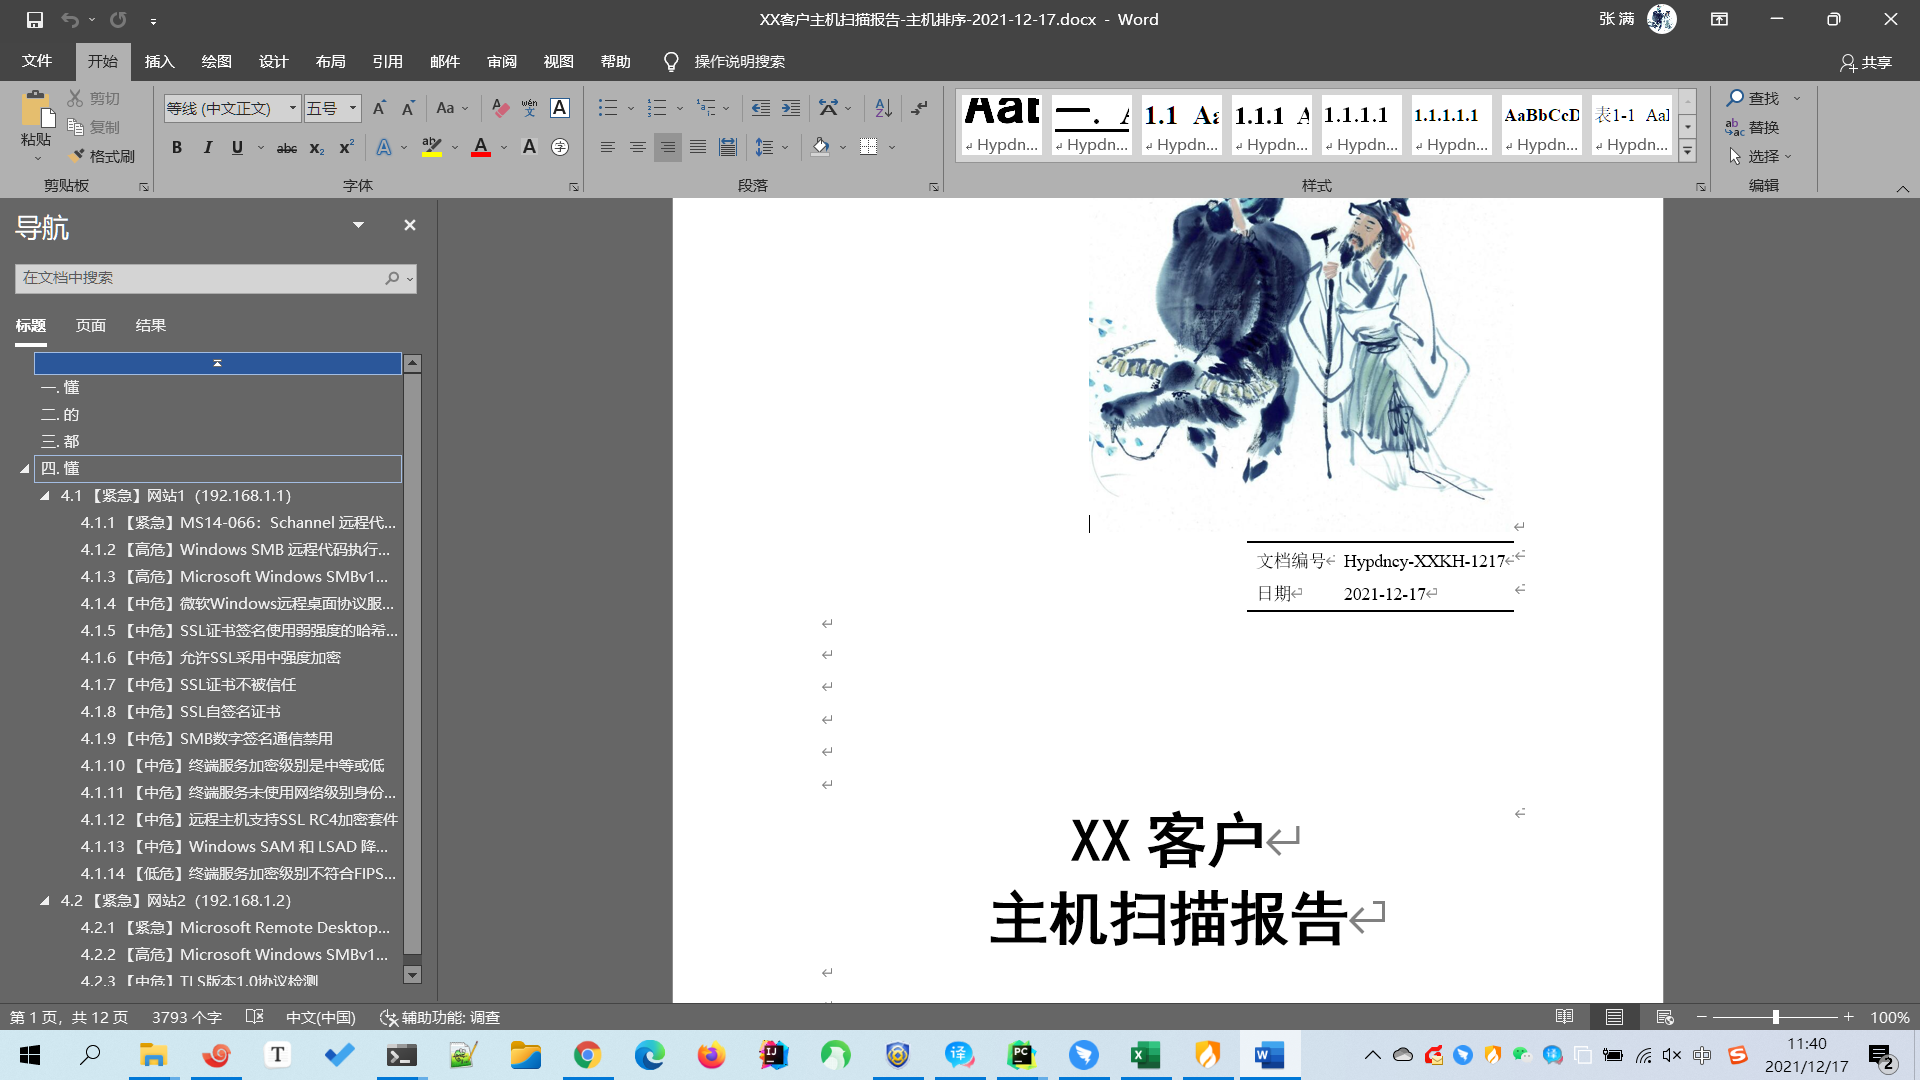 XX客户主机扫描报告-主机排序-2021-12-17.docx - Word
张 满
文件 开始 插入 绘图 设计 布局 引用 邮件 审阅 视图 帮助 操作说明搜索 共享
粘贴 剪切 复制 格式刷
等线 (中文正文) 五号
剪贴板 字体 段落 样式 编辑
Hypdn... Hypdn... Hypdn... Hypdn... Hypdn... Hypdn... Hypdn... Hypdn...
查找
替换
选择
导航
在文档中搜索
标题 页面 结果
一. 懂
二. 的
三. 都
四. 懂
4.1 【紧急】网站1（192.168.1.1）
4.1.1 【紧急】MS14-066：Schannel 远程代...
4.1.2 【高危】Windows SMB 远程代码执行...
4.1.3 【高危】Microsoft Windows SMBv1...
4.1.4 【中危】微软Windows远程桌面协议服...
4.1.5 【中危】SSL证书签名使用弱强度的哈希...
4.1.6 【中危】允许SSL采用中强度加密
4.1.7 【中危】SSL证书不被信任
4.1.8 【中危】SSL自签名证书
4.1.9 【中危】SMB数字签名通信禁用
4.1.10 【中危】终端服务加密级别是中等或低
4.1.11 【中危】终端服务未使用网络级别身份...
4.1.12 【中危】远程主机支持SSL RC4加密套件
4.1.13 【中危】Windows SAM 和 LSAD 降...
4.1.14 【低危】终端服务加密级别不符合FIPS...
4.2 【紧急】网站2（192.168.1.2）
4.2.1 【紧急】Microsoft Remote Desktop...
4.2.2 【高危】Microsoft Windows SMBv1...
4.2.3 【中危】TLS版本1.0协议检测
文档编号 Hypdncy-XXKH-1217
日期 2021-12-17
XX 客户
主机扫描报告
第 1 页，共 12 页 3793 个字 中文(中国) 辅助功能: 调查 100%
11:40
2021/12/17